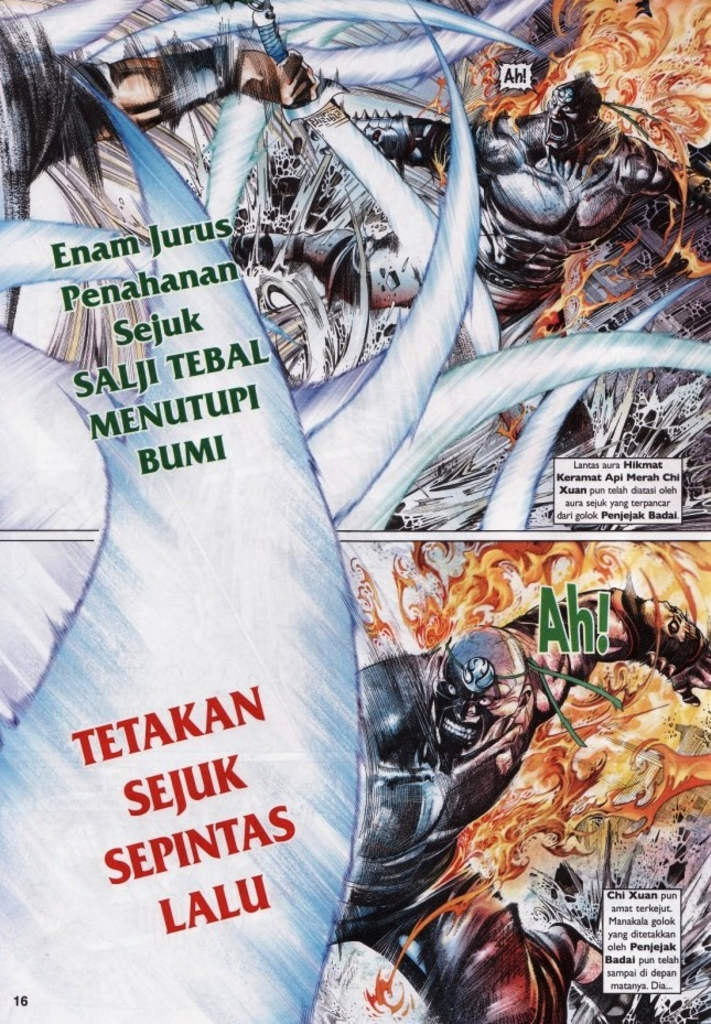 Ah!
Enam Jurus
Penahanan
Sejuk
SALJI TEBAL
MENUTUPI
BUMI
Lantas aura Hikmat
Keramat Api Merah Chi
Xuan pun telah diatasi oleh
aura sejuk yang terpancar
dari golok Penjejak Badai.
Ah!
TETAKAN
SEJUK
SEPINTAS
LALU
Chi Xuan pun
amat terkejut.
Manakala golok
yang ditetakkan
oleh Penjejak
Badai pun telah
sampai di depan
matanya. Dia...
16